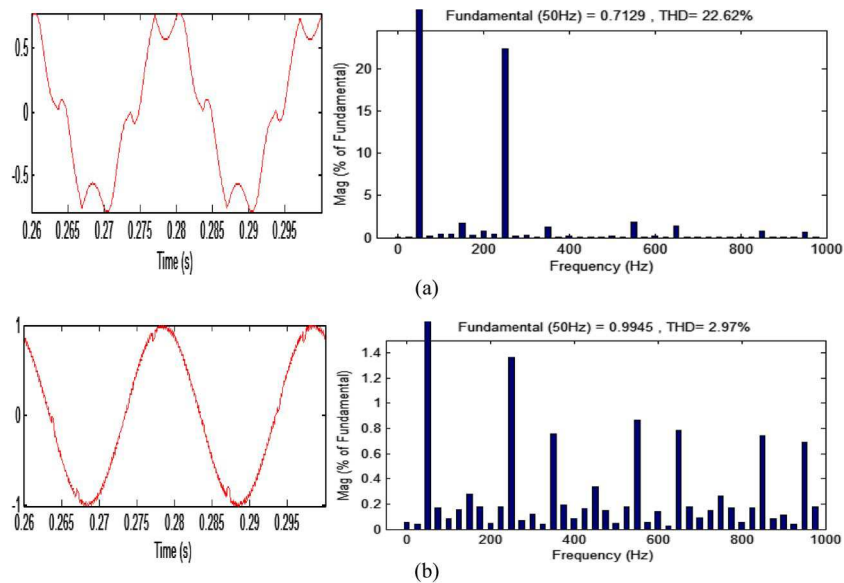 0.5
0
-0.5
0.26 0.265 0.27 0.275 0.28 0.285 0.29 0.295
Time (s)
Fundamental (50Hz) = 0.7129 , THD= 22.62%
Mag (% of Fundamental)
20
15
10
5
0
0 200 400 600 800 1000
Frequency (Hz)
(a)
1
0
-1
0.26 0.265 0.27 0.275 0.28 0.285 0.29 0.295
Time (s)
Fundamental (50Hz) = 0.9945 , THD= 2.97%
Mag (% of Fundamental)
1.4
1.2
1
0.8
0.6
0.4
0.2
0
0 200 400 600 800 1000
Frequency (Hz)
(b)